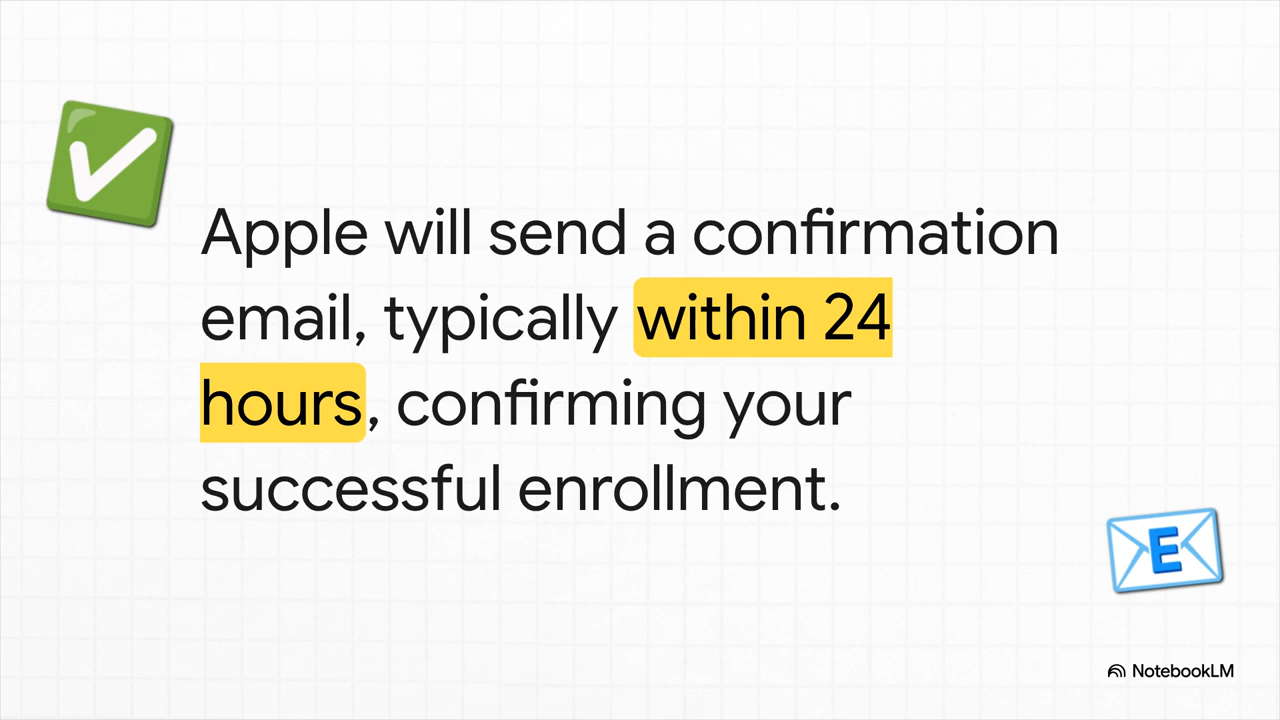 Apple will send a confirmation
email, typically within 24
hours, confirming your
successful enrollment.
E
NotebookLM